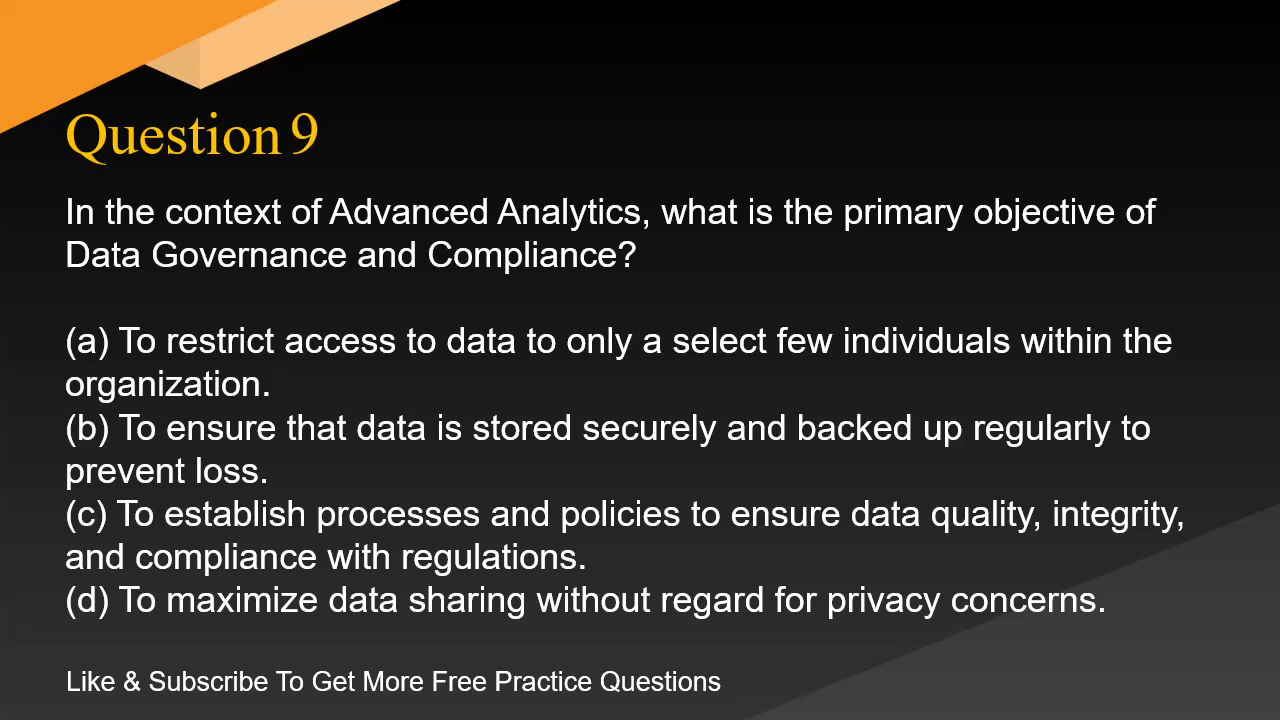 Question 9
In the context of Advanced Analytics, what is the primary objective of
Data Governance and Compliance?
(a) To restrict access to data to only a select few individuals within the
organization.
(b) To ensure that data is stored securely and backed up regularly to
prevent loss.
(c) To establish processes and policies to ensure data quality, integrity,
and compliance with regulations.
(d) To maximize data sharing without regard for privacy concerns.
Like & Subscribe To Get More Free Practice Questions